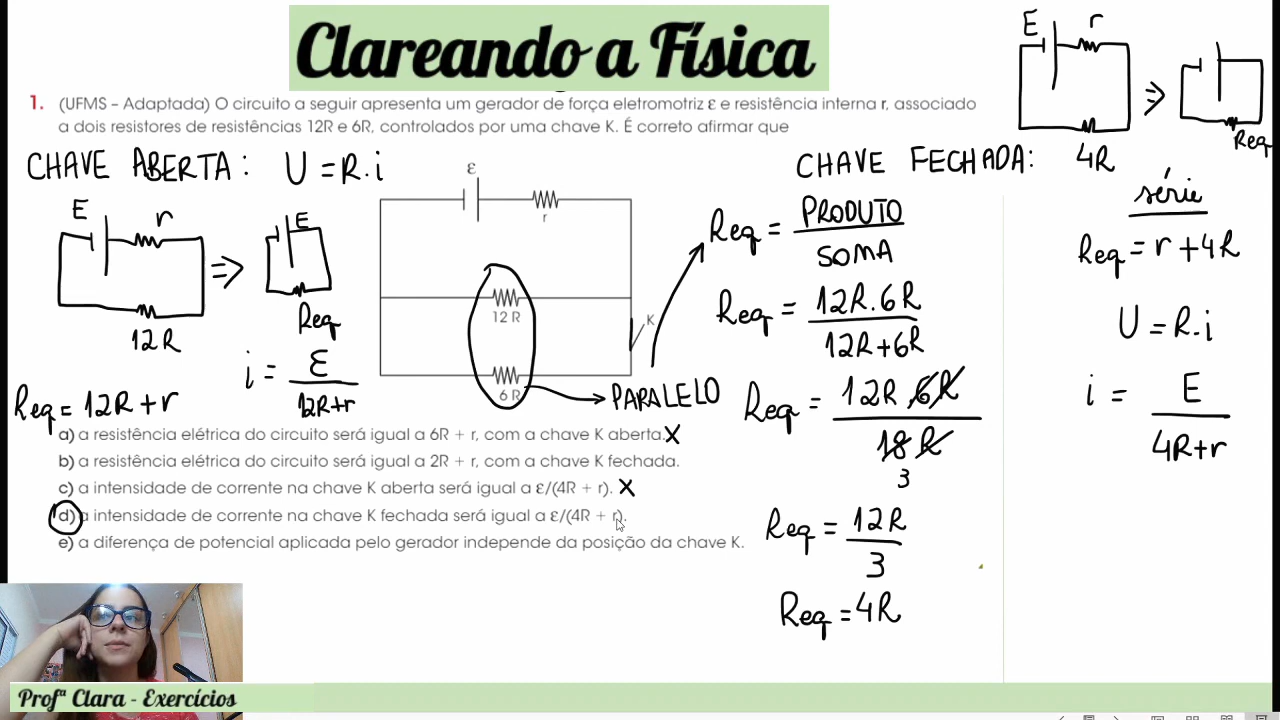 Clareando a Física
1. (UFMS – Adaptada) O circuito a seguir apresenta um gerador de força eletromotriz ε e resistência interna r, associado
a dois resistores de resistências 12R e 6R, controlados por uma chave K. É correto afirmar que
CHAVE ABERTA: U = R.i
E r
12R
⇒
E
Req
Req = 12R + r
i = ε / 12R+r
ε
r
12 R
K
6 R
PARALELO
a) a resistência elétrica do circuito será igual a 6R + r, com a chave K aberta. X
b) a resistência elétrica do circuito será igual a 2R + r, com a chave K fechada.
c) a intensidade de corrente na chave K aberta será igual a ε/(4R + r). X
d) a intensidade de corrente na chave K fechada será igual a ε/(4R + r).
e) a diferença de potencial aplicada pelo gerador independe da posição da chave K.
CHAVE FECHADA:
Req = PRODUTO / SOMA
Req = 12R.6R / 12R+6R
Req = 12R 6R / 18 R
3
Req = 12R / 3
Req = 4R
E r
4R
⇒
Req
série
Req = r + 4R
U = R.i
i = E / 4R+r
Profª Clara - Exercícios